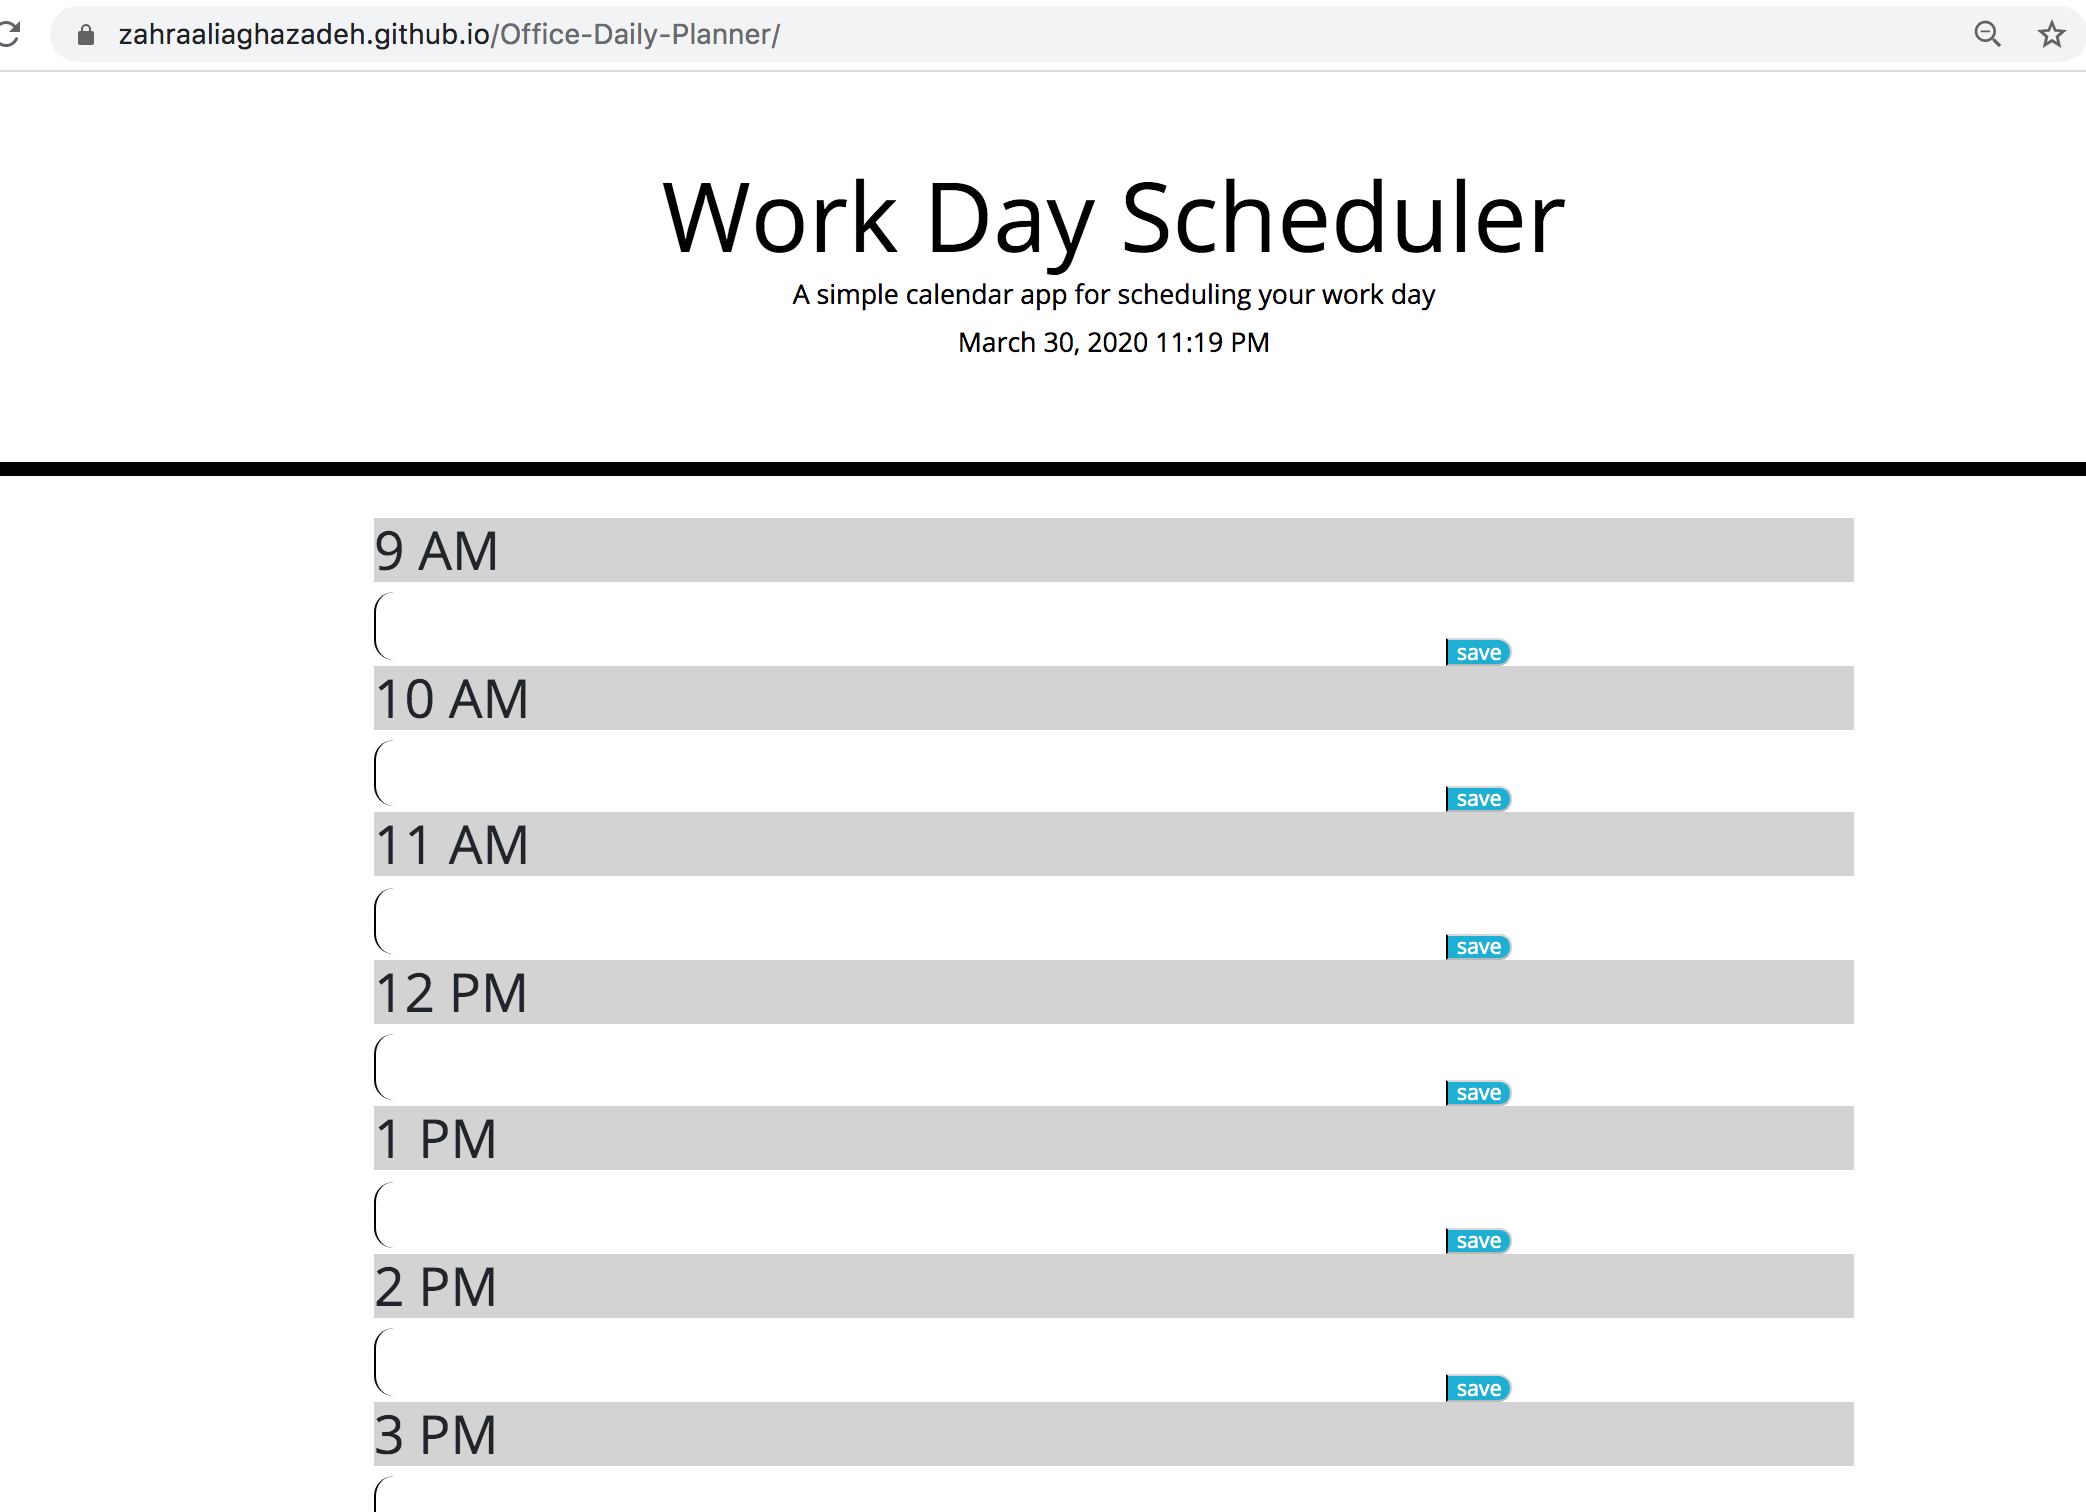 zahraaliaghazadeh.github.io/Office-Daily-Planner/
Work Day Scheduler
A simple calendar app for scheduling your work day
March 30, 2020 11:19 PM
9 AM
save
10 AM
save
11 AM
save
12 PM
save
1 PM
save
2 PM
save
3 PM